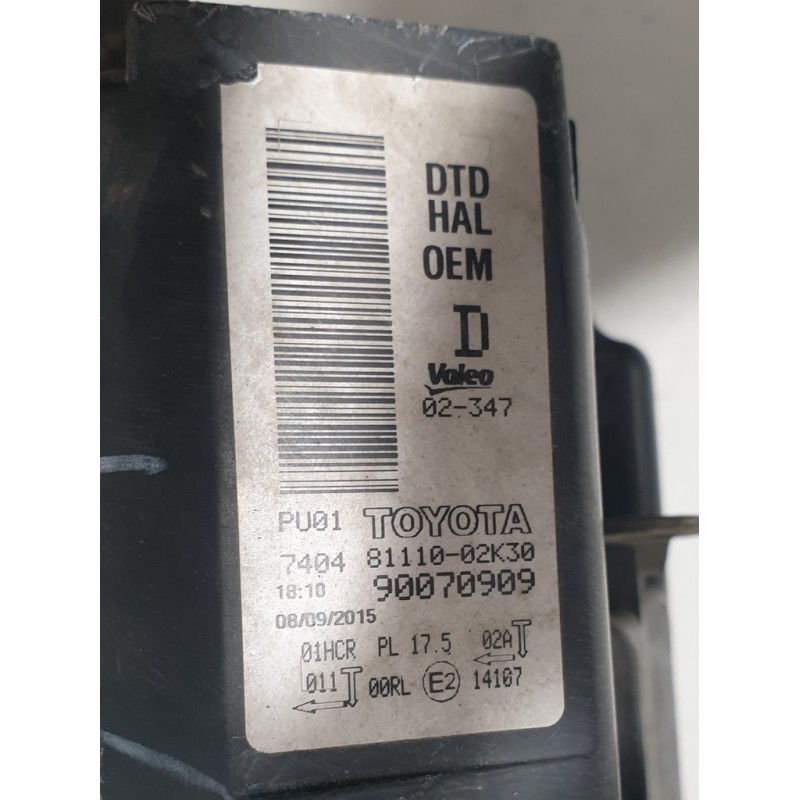 DTD
HAL
OEM
D
Valeo
02-347
PU01 TOYOTA
7404 81110-02K30
18:10 90070909
08/09/2015
01HCR PL 17.5 02A
011 00RL E2 14107